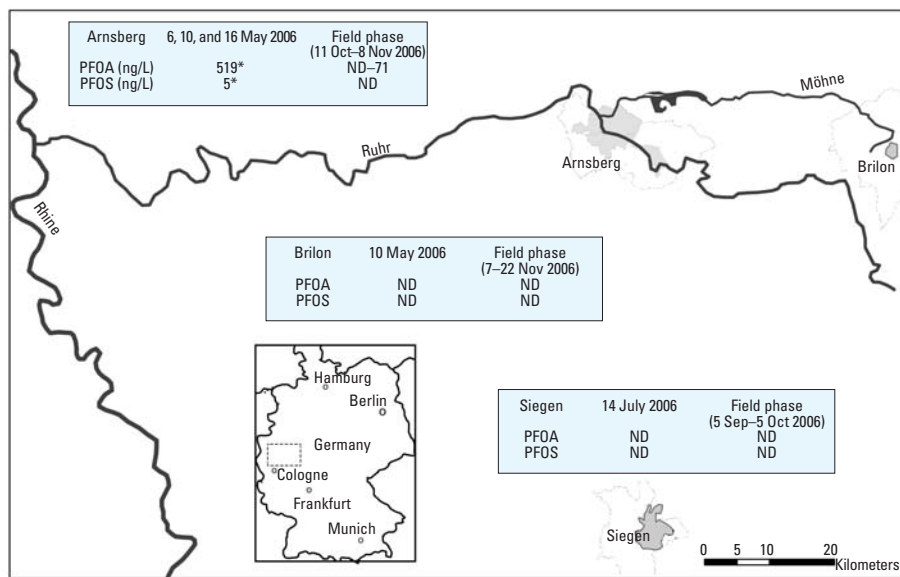 Arnsberg 6, 10, and 16 May 2006 Field phase
(11 Oct–8 Nov 2006)
PFOA (ng/L) 519* ND–71
PFOS (ng/L) 5* ND
Möhne
Ruhr
Arnsberg
Brilon
Rhine
Brilon 10 May 2006 Field phase
(7–22 Nov 2006)
PFOA ND ND
PFOS ND ND
Hamburg
Berlin
Germany
Cologne
Frankfurt
Munich
Siegen 14 July 2006 Field phase
(5 Sep–5 Oct 2006)
PFOA ND ND
PFOS ND ND
Siegen
0 5 10 20
Kilometers